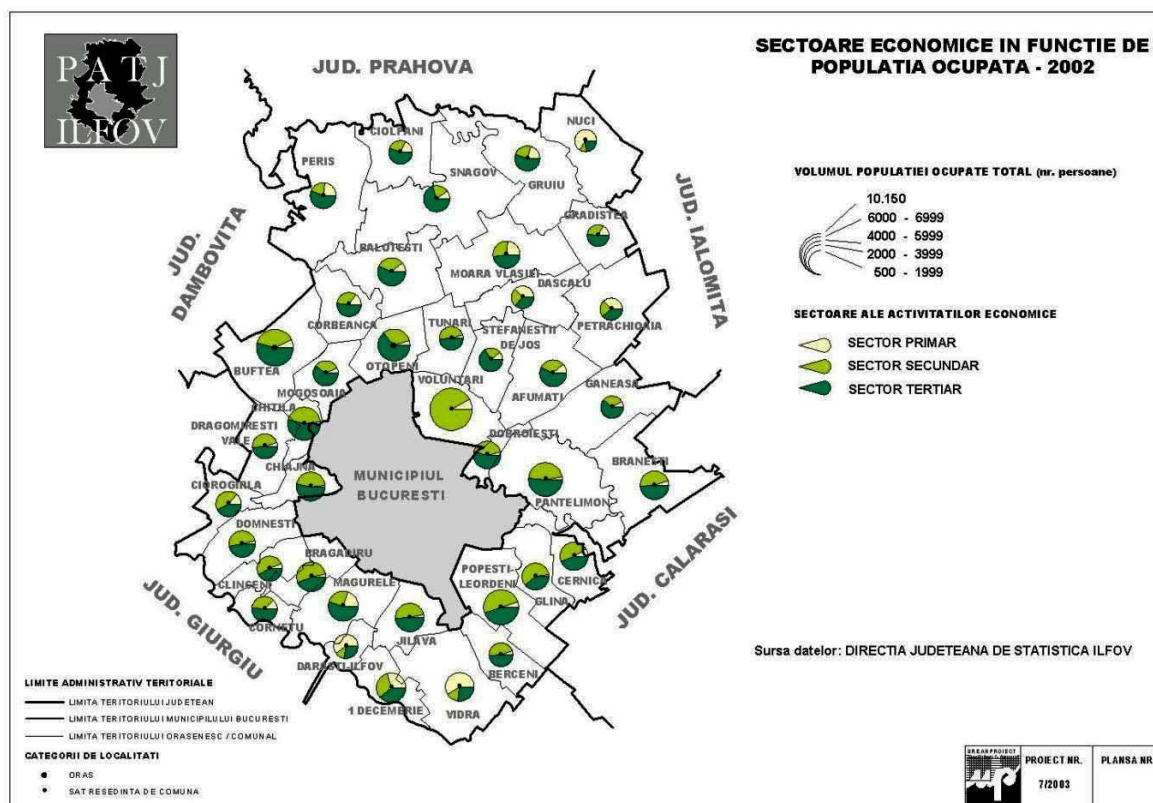 PATJ
ILFOV
SECTOARE ECONOMICE IN FUNCTIE DE
POPULATIA OCUPATA - 2002
JUD. PRAHOVA
JUD. DAMBOVITA
JUD. IALOMITA
JUD. CALARASI
JUD. GIURGIU
NUCI
CIOLPANI
PERIS
SNAGOV
GRUIU
GRADISTEA
BALOTESTI
MOARA VLASIEI
DASCALU
CORBEANCA
TUNARI
STEFANESTII
DE JOS
PETRACHIOAIA
BUFTEA
OTOPENI
MOGOSOAIA
VOLUNTARI
AFUMATI
GANEASA
CHITILA
DRAGOMIRESTI
VALE
DOBROIESTI
CHIAJNA
MUNICIPIUL
BUCURESTI
BRANESTI
CIOROGIRLA
PANTELIMON
DOMNESTI
BRAGADIRU
POPESTI-
LEORDENI
CERNICA
CLINCENI
MAGURELE
GLINA
CORNETU
JILAVA
DARASTI-ILFOV
BERCENI
1 DECEMBRIE
VIDRA
VOLUMUL POPULATIEI OCUPATE TOTAL (nr. persoane)
10.150
6000 - 6999
4000 - 5999
2000 - 3999
500 - 1999
SECTOARE ALE ACTIVITATILOR ECONOMICE
SECTOR PRIMAR
SECTOR SECUNDAR
SECTOR TERTIAR
Sursa datelor: DIRECTIA JUDETEANA DE STATISTICA ILFOV
LIMITE ADMINISTRATIV TERITORIALE
LIMITA TERITORIULUI JUDETEAN
LIMITA TERITORIULUI MUNICIPIULUI BUCURESTI
LIMITA TERITORIULUI ORASENESC / COMUNAL
CATEGORII DE LOCALITATI
ORAS
SAT RESEDINTA DE COMUNA
URBANPROIECT
up
PROIECT NR.
7/2003
PLANSA NR